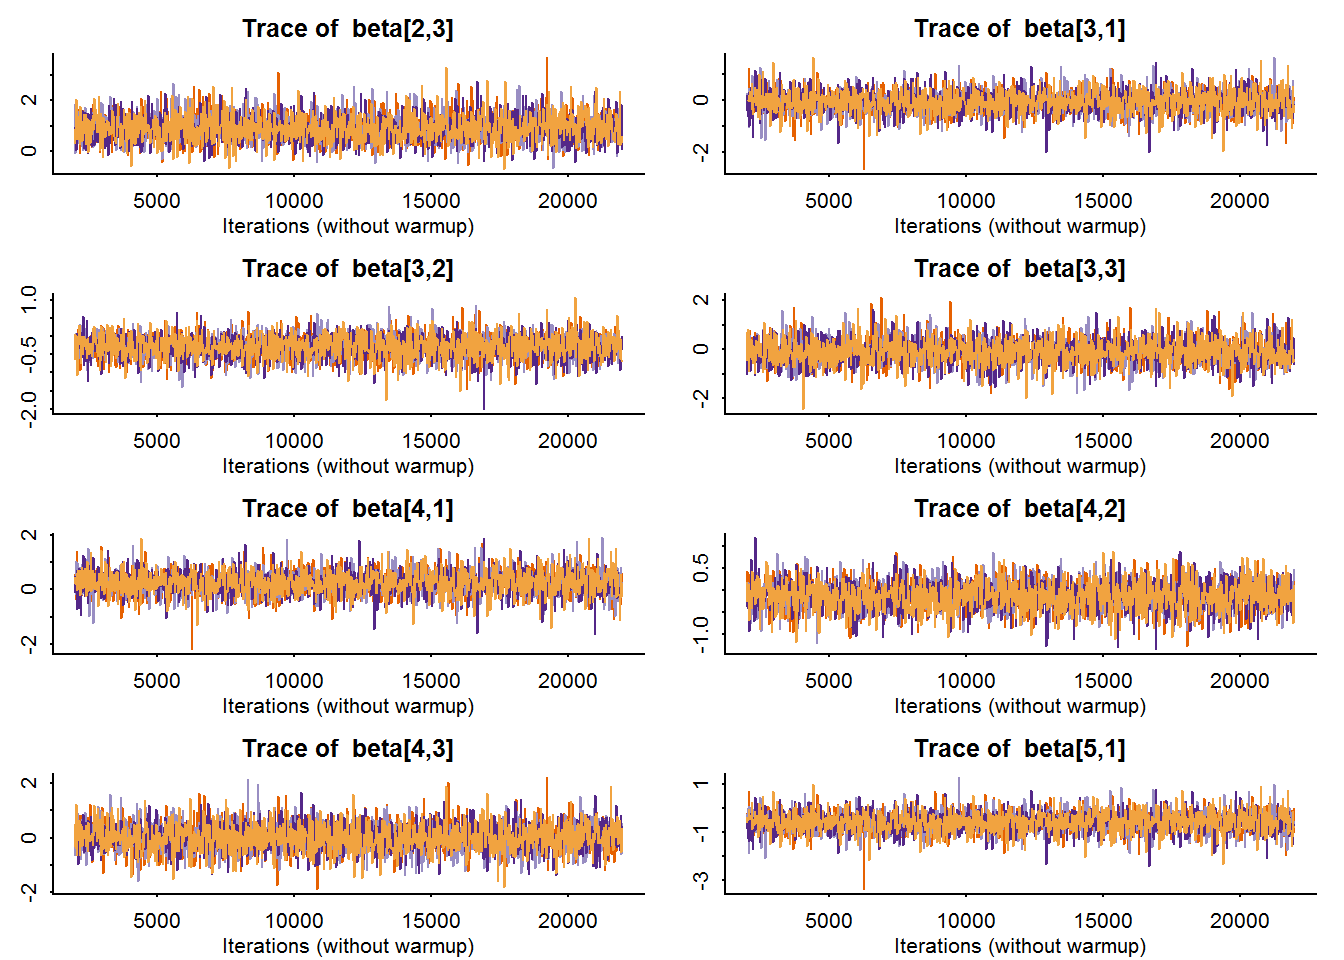 Trace of beta[2,3]
2
0
5000 10000 15000 20000
Iterations (without warmup)
Trace of beta[3,1]
0
-2
5000 10000 15000 20000
Iterations (without warmup)
Trace of beta[3,2]
1.0
-0.5
-2.0
5000 10000 15000 20000
Iterations (without warmup)
Trace of beta[3,3]
2
0
-2
5000 10000 15000 20000
Iterations (without warmup)
Trace of beta[4,1]
2
0
-2
5000 10000 15000 20000
Iterations (without warmup)
Trace of beta[4,2]
0.5
-1.0
5000 10000 15000 20000
Iterations (without warmup)
Trace of beta[4,3]
2
0
-2
5000 10000 15000 20000
Iterations (without warmup)
Trace of beta[5,1]
1
-1
-3
5000 10000 15000 20000
Iterations (without warmup)